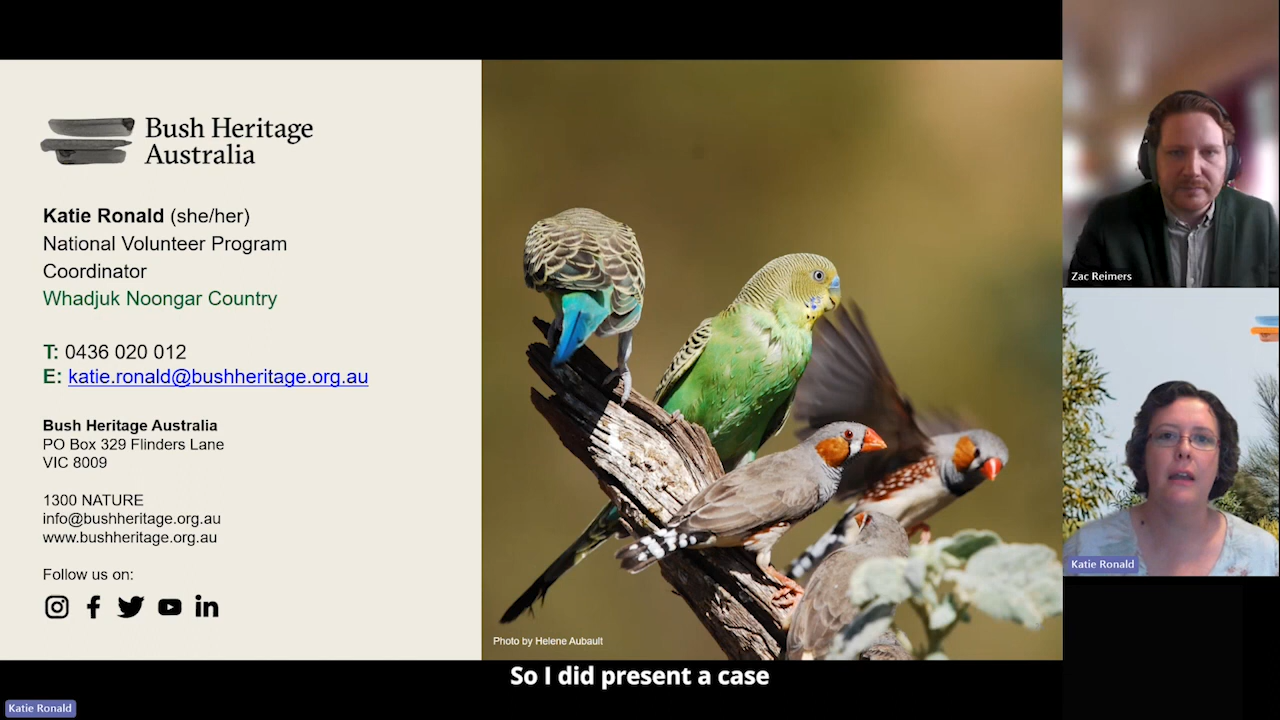 Bush Heritage
Australia
Katie Ronald (she/her)
National Volunteer Program
Coordinator
Whadjuk Noongar Country
T: 0436 020 012
E: katie.ronald@bushheritage.org.au
Bush Heritage Australia
PO Box 329 Flinders Lane
VIC 8009
1300 NATURE
info@bushheritage.org.au
www.bushheritage.org.au
Follow us on:
Photo by Helene Aubault
Zac Reimers
Katie Ronald
So I did present a case
Katie Ronald